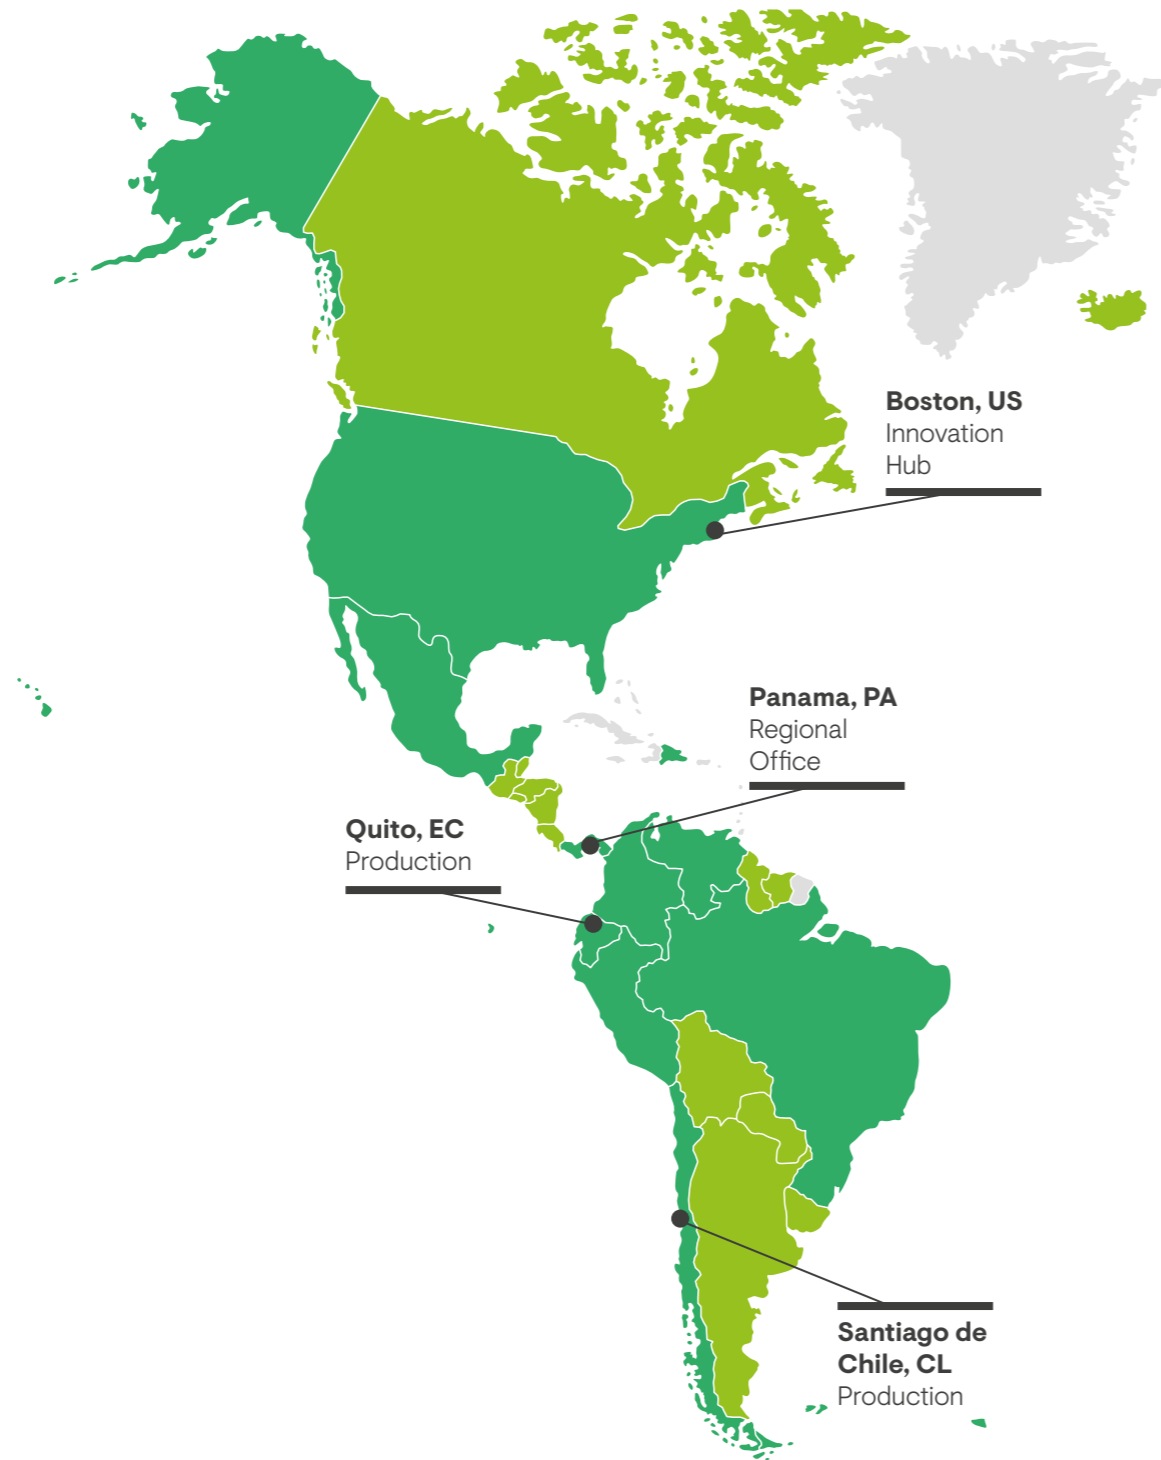 Boston, US
Innovation
Hub
Panama, PA
Regional
Office
Quito, EC
Production
Santiago de
Chile, CL
Production